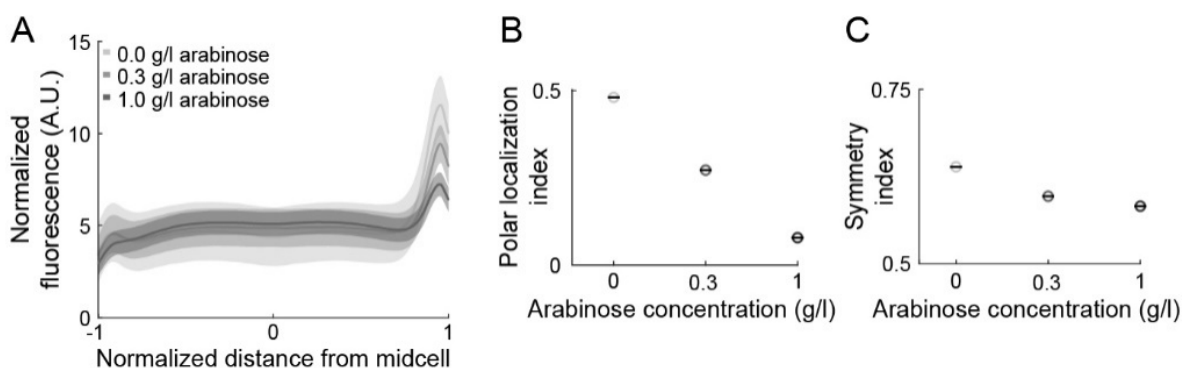 A
Normalized
fluorescence (A.U.)
15
10
5
0
0.0 g/l arabinose
0.3 g/l arabinose
1.0 g/l arabinose
-1
0
1
Normalized distance from midcell
B
Polar localization
index
0.5
0
0
0.3
1
Arabinose concentration (g/l)
C
Symmetry
index
0.75
0.5
0
0.3
1
Arabinose concentration (g/l)